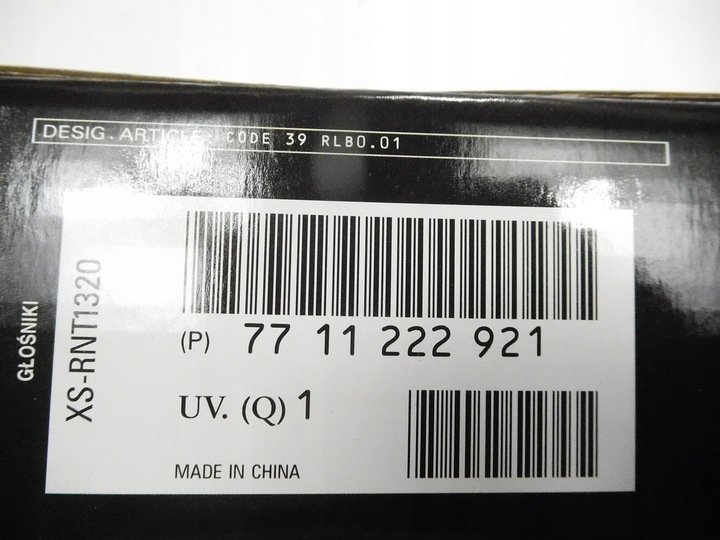 DESIG. ARTICLE: CODE 39 RLB0.01
GŁOŚNIKI
XS-RNT1320
(P) 77 11 222 921
UV. (Q) 1
MADE IN CHINA